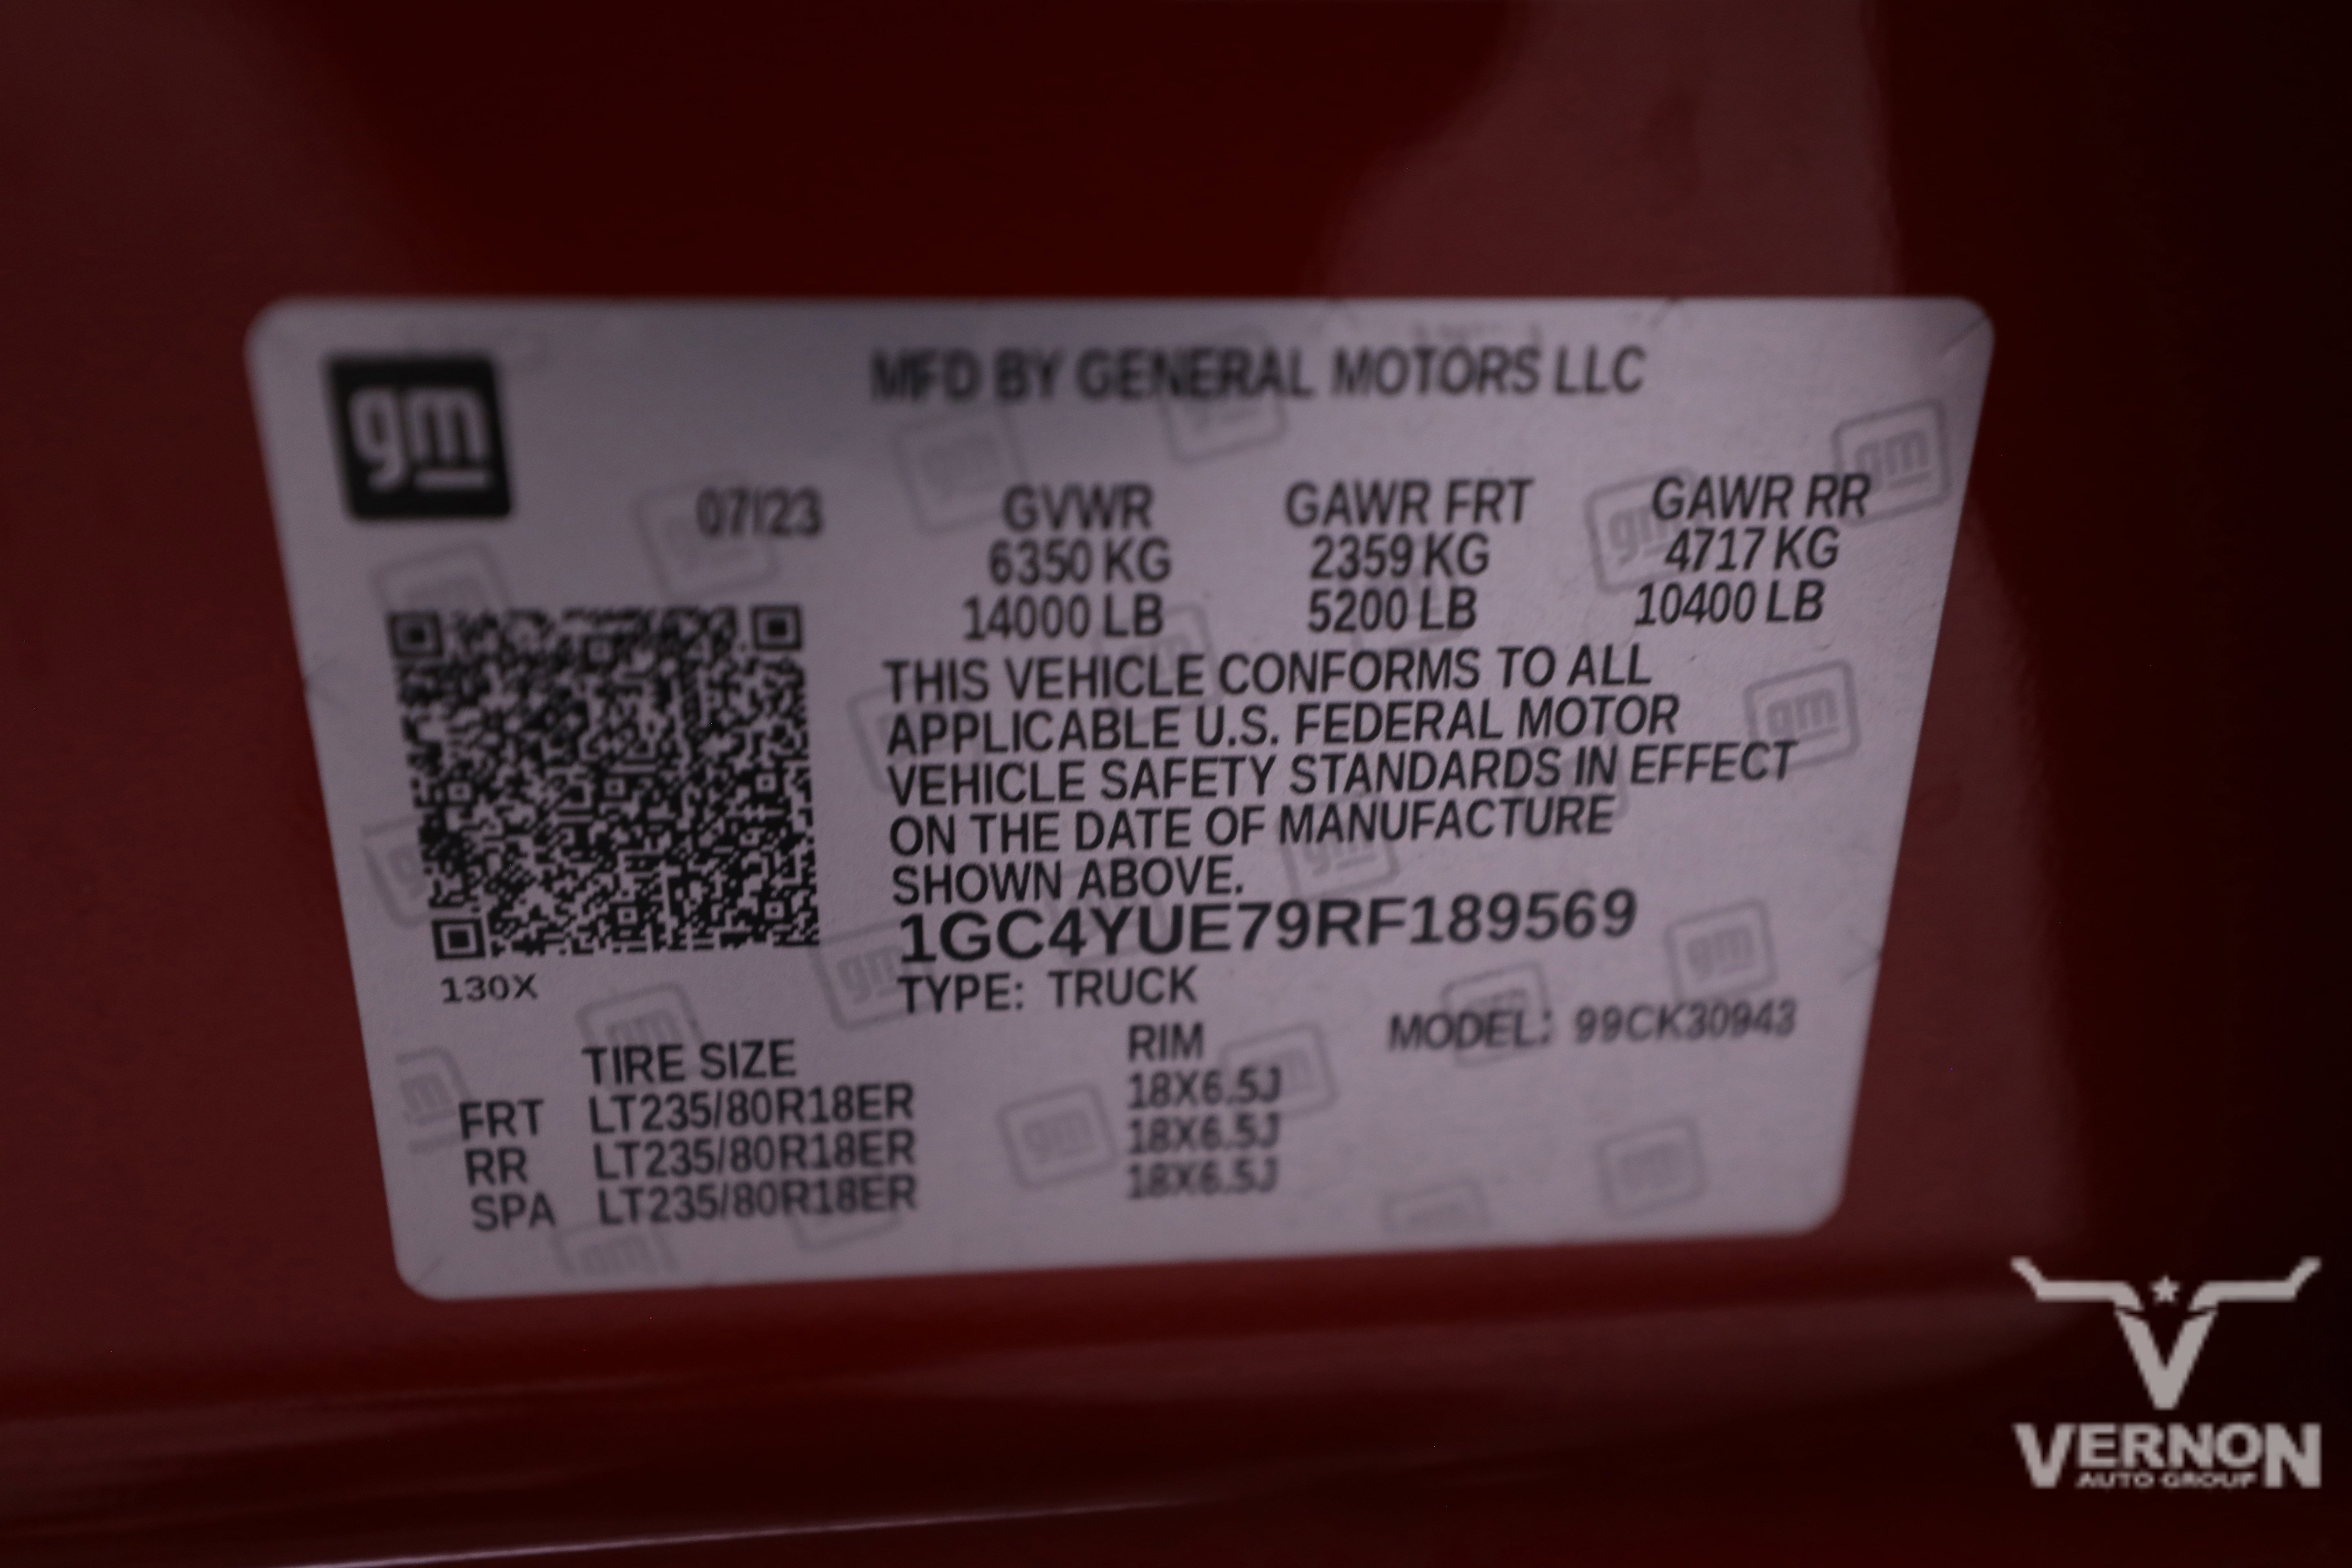 gm
MFD BY GENERAL MOTORS LLC
07/23 GVWR GAWR FRT GAWR RR
6350 KG 2359 KG 4717 KG
14000 LB 5200 LB 10400 LB
THIS VEHICLE CONFORMS TO ALL
APPLICABLE U.S. FEDERAL MOTOR
VEHICLE SAFETY STANDARDS IN EFFECT
ON THE DATE OF MANUFACTURE
SHOWN ABOVE.
1GC4YUE79RF189569
130X
TYPE: TRUCK
MODEL: 99CK30943
TIRE SIZE RIM
FRT LT235/80R18ER 18X6.5J
RR LT235/80R18ER 18X6.5J
SPA LT235/80R18ER 18X6.5J
VERNON
AUTO GROUP